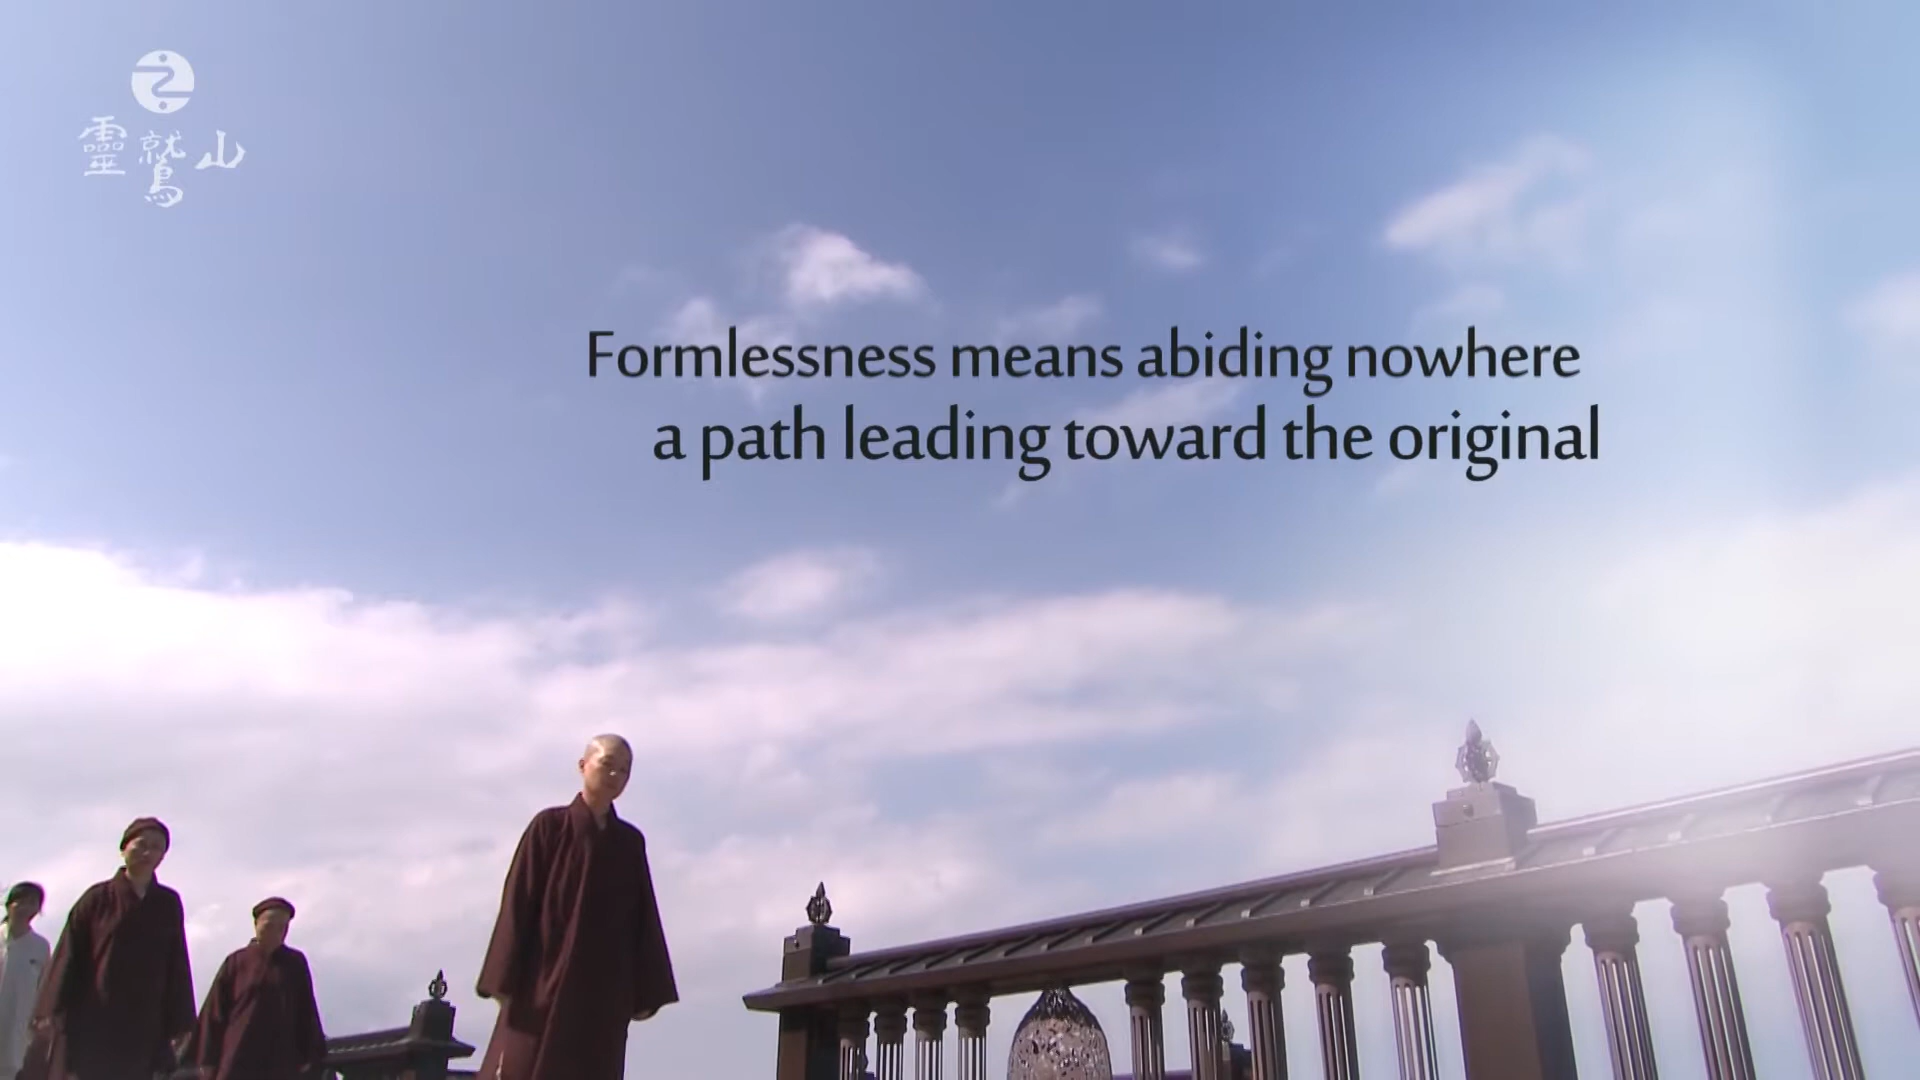 靈鷲山
Formlessness means abiding nowhere
a path leading toward the original